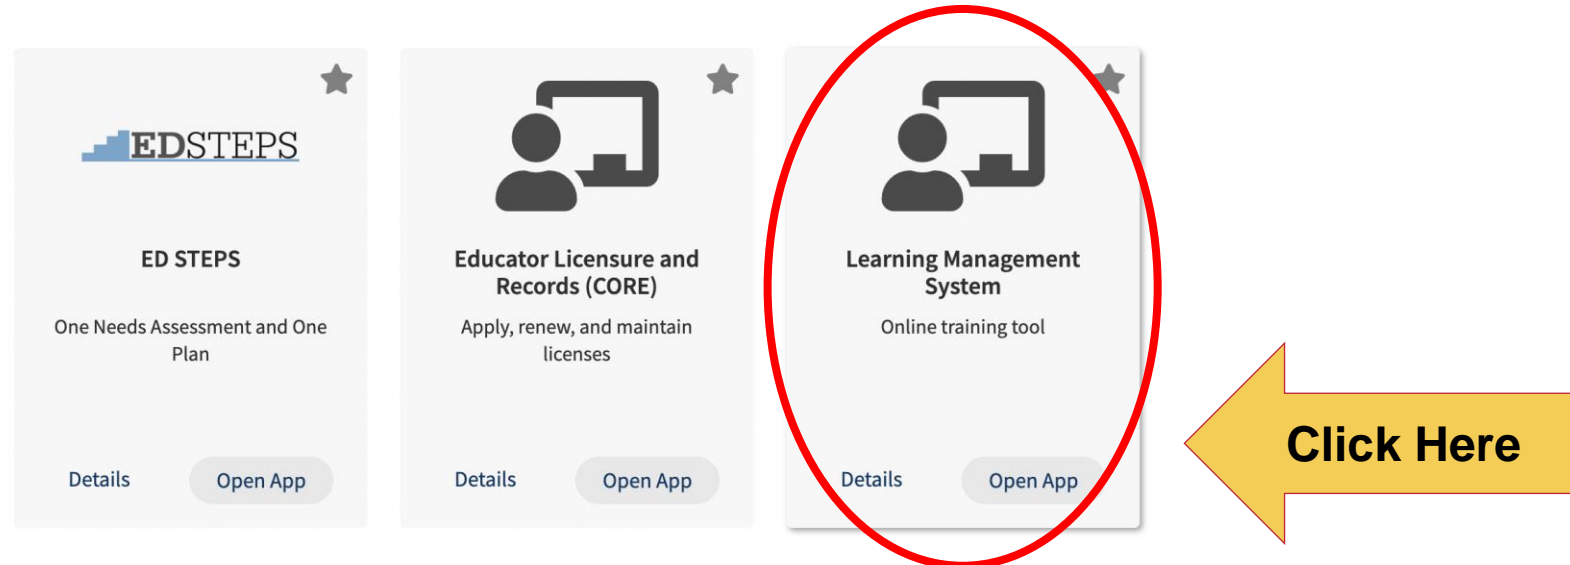 EDSTEPS
ED STEPS
One Needs Assessment and One
Plan
Details
Open App
Educator Licensure and
Records (CORE)
Apply, renew, and maintain
licenses
Details
Open App
Learning Management
System
Online training tool
Details
Open App
Click Here